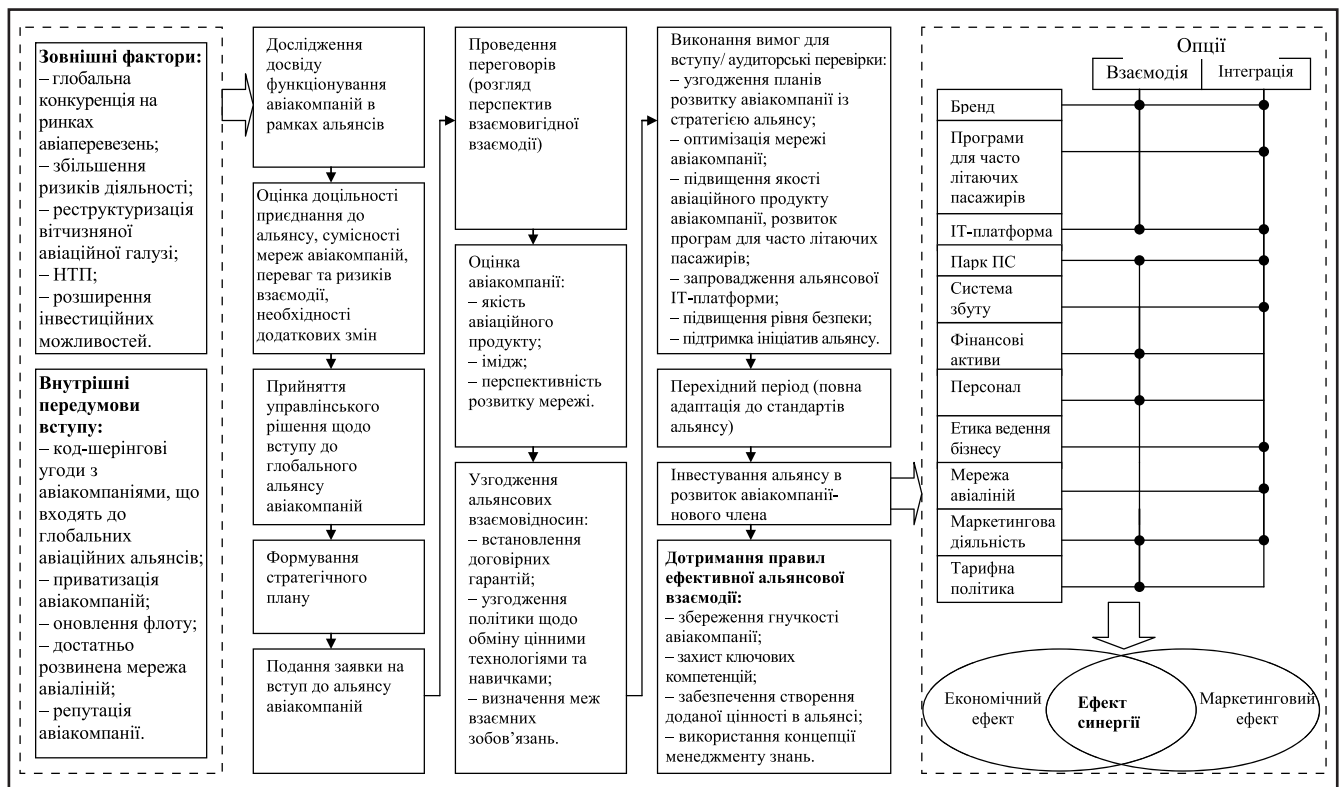 Зовнішні фактори:
– глобальна
конкуренція на
ринках
авіаперевезень;
– збільшення
ризиків діяльності;
– реструктуризація
вітчизняної
авіаційної галузі;
– НТП;
– розширення
інвестиційних
можливостей.
Внутрішні
передумови
вступу:
– код-шерінгові
угоди з
авіакомпаніями, що
входять до
глобальних
авіаційних альянсів;
– приватизація
авіакомпаній;
– оновлення флоту;
– достатньо
розвинена мережа
авіаліній;
– репутація
авіакомпанії.
Дослідження
досвіду
функціонування
авіакомпаній в
рамках альянсів
Оцінка доцільності
приєднання до
альянсу, сумісності
мереж авіакомпаній,
переваг та ризиків
взаємодії,
необхідності
додаткових змін
Прийняття
управлінського
рішення щодо
вступу до
глобального
альянсу
авіакомпаній
Формування
стратегічного
плану
Подання заявки на
вступ до альянсу
авіакомпаній
Проведення
переговорів
(розгляд
перспектив
взаємовигідної
взаємодії)
Оцінка
авіакомпанії:
– якість
авіаційного
продукту;
– імідж;
– перспективність
розвитку мережі.
Узгодження
альянсових
взаємовідносин:
– встановлення
договірних
гарантій;
– узгодження
політики щодо
обміну цінними
технологіями та
навичками;
– визначення меж
взаємних
зобов’язань.
Виконання вимог для
вступу/ аудиторські перевірки:
– узгодження планів
розвитку авіакомпанії із
стратегією альянсу;
– оптимізація мережі
авіакомпанії;
– підвищення якості
авіаційного продукту
авіакомпанії, розвиток
програм для часто літаючих
пасажирів;
– запровадження альянсової
ІТ-платформи;
– підвищення рівня безпеки;
– підтримка ініціатив альянсу.
Перехідний період (повна
адаптація до стандартів
альянсу)
Інвестування альянсу в
розвиток авіакомпанії-
нового члена
Дотримання правил
ефективної альянсової
взаємодії:
– збереження гнучкості
авіакомпанії;
– захист ключових
компетенцій;
– забезпечення створення
доданої цінності в альянсі;
– використання концепції
менеджменту знань.
Опції
Взаємодія
Інтеграція
Бренд
Програми
для часто
літаючих
пасажирів
ІТ-платформа
Парк ПС
Система
збуту
Фінансові
активи
Персонал
Етика ведення
бізнесу
Мережа
авіаліній
Маркетингова
діяльність
Тарифна
політика
Економічний
ефект
Ефект
синергії
Маркетинговий
ефект